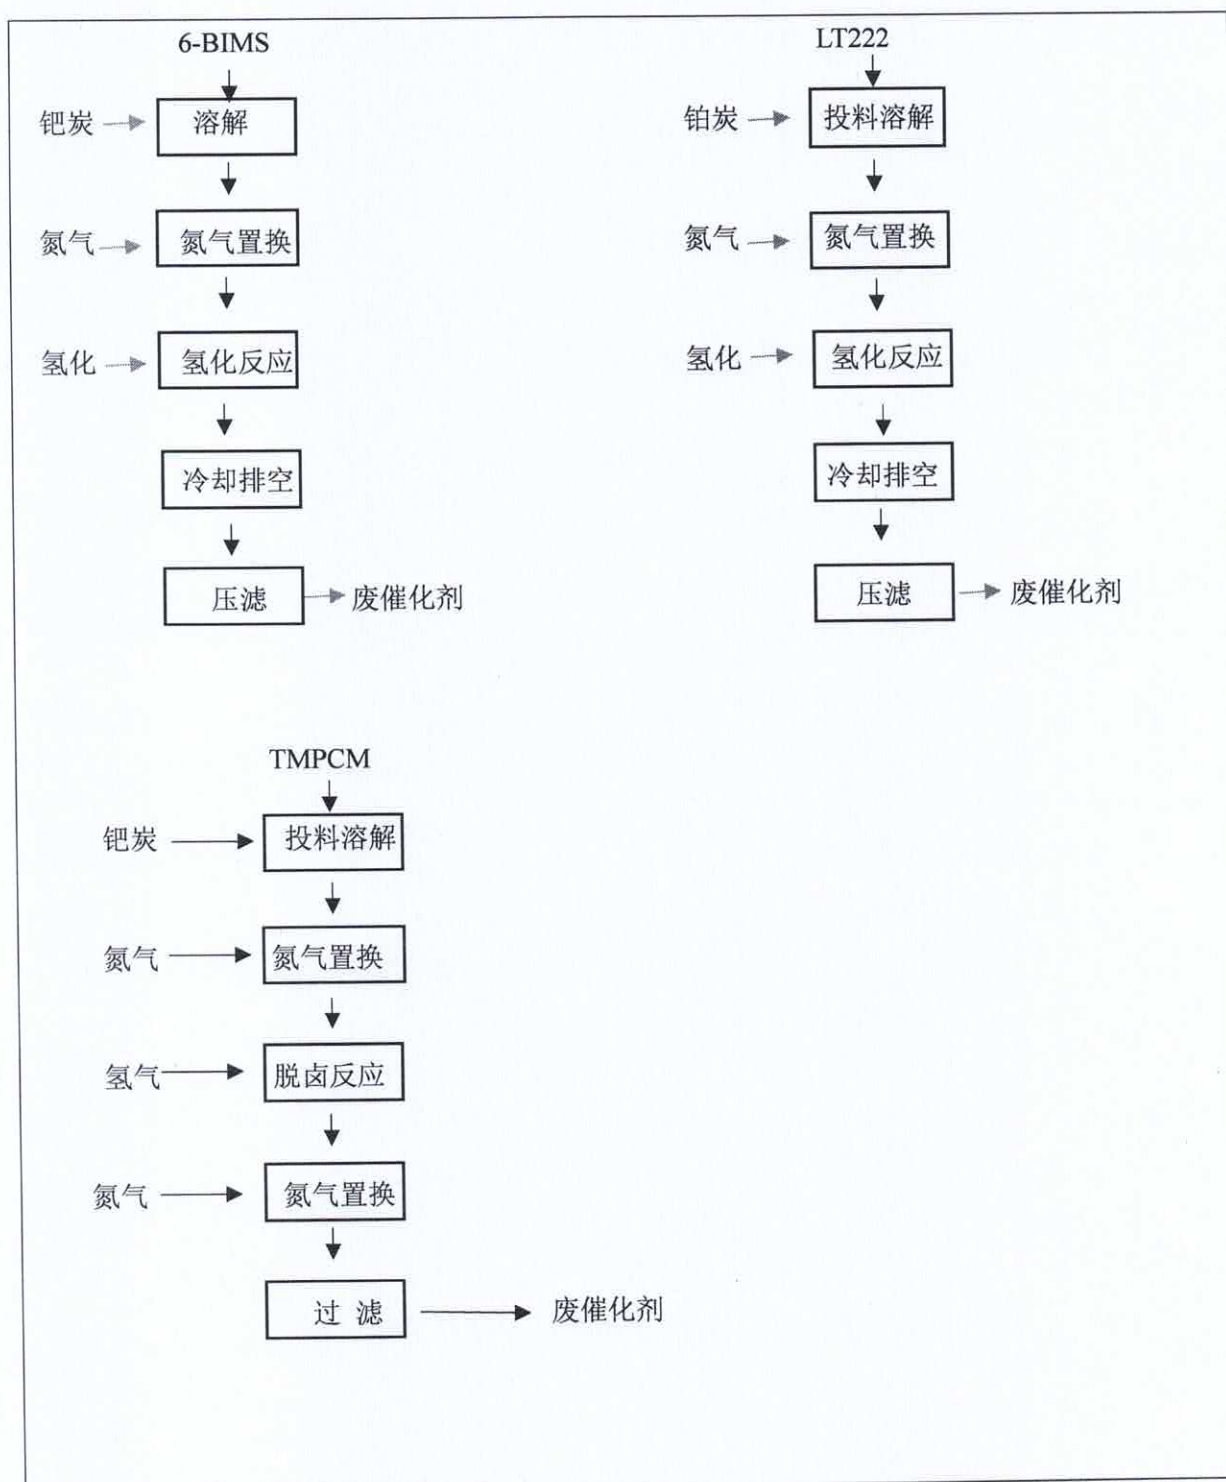 6-BIMS
钯炭
溶解
氮气
氮气置换
氢化
氢化反应
冷却排空
压滤
废催化剂
LT222
铂炭
投料溶解
氮气
氮气置换
氢化
氢化反应
冷却排空
压滤
废催化剂
TMPCM
钯炭
投料溶解
氮气
氮气置换
氢气
脱卤反应
氮气
氮气置换
过 滤
废催化剂